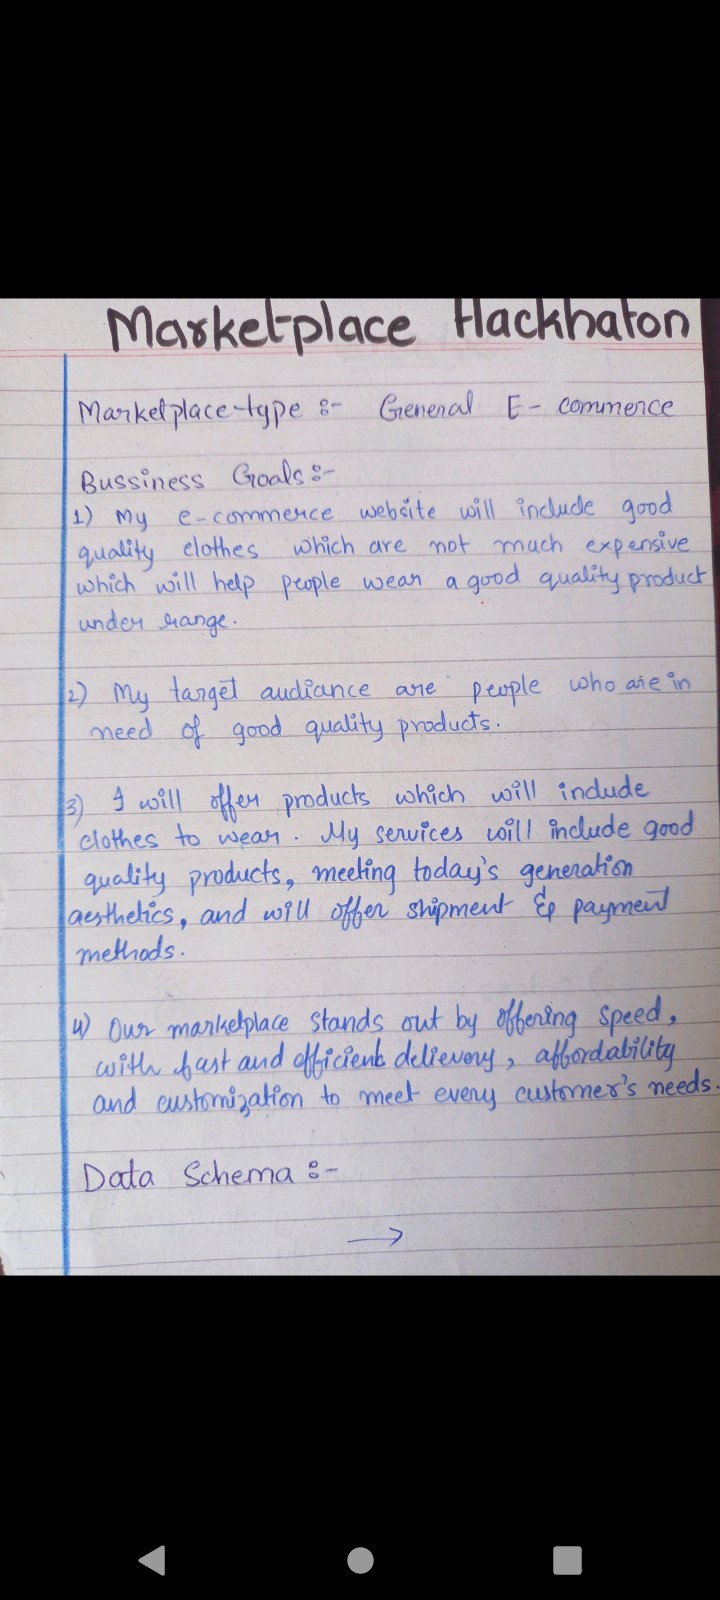 Marketplace Hackhaton
Marketplace-type :- General E-commerce
Bussiness Goals :-
1) My e-commerce website will include good
quality clothes which are not much expensive
which will help people wear a good quality product
under range.
2) My target audiance are people who are in
need of good quality products.
3) I will offer products which will include
clothes to wear. My services will include good
quality products, meeting today's generation
aesthetics, and will offer shipment & payment
methods.
4) Our marketplace stands out by offering speed,
with fast and efficient delievery, affordability
and customization to meet every customer's needs.
Data Schema :-